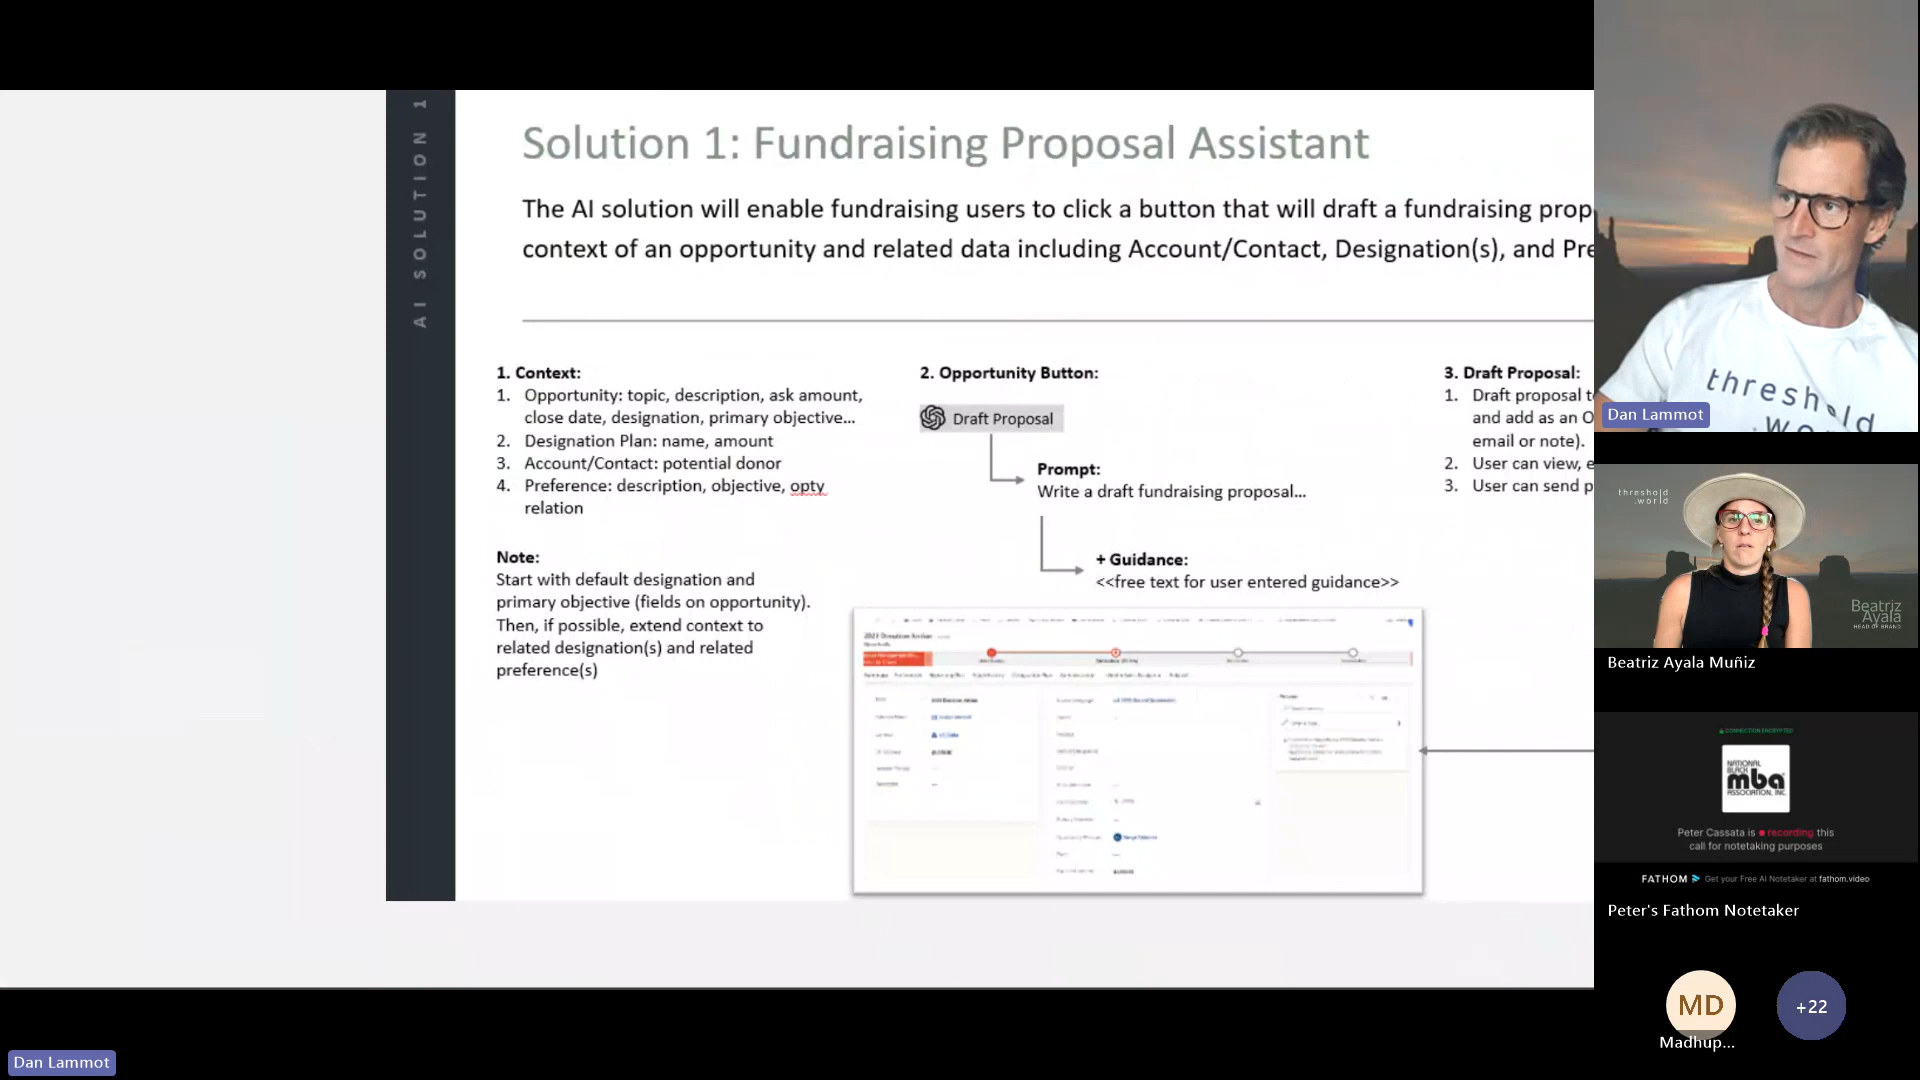 AI SOLUTION 1
Solution 1: Fundraising Proposal Assistant
The AI solution will enable fundraising users to click a button that will draft a fundraising prop
context of an opportunity and related data including Account/Contact, Designation(s), and Pre
1. Context:
1. Opportunity: topic, description, ask amount,
close date, designation, primary objective...
2. Designation Plan: name, amount
3. Account/Contact: potential donor
4. Preference: description, objective, opty
relation
Note:
Start with default designation and
primary objective (fields on opportunity).
Then, if possible, extend context to
related designation(s) and related
preference(s)
2. Opportunity Button:
Draft Proposal
Prompt:
Write a draft fundraising proposal...
+ Guidance:
<<free text for user entered guidance>>
3. Draft Proposal:
1. Draft proposal t
and add as an O
email or note).
2. User can view, e
3. User can send p
threshold
Dan Lammot
threshold
.world
Beatriz
Ayala
HEAD OF BRAND
Beatriz Ayala Muñiz
CONNECTION ENCRYPTED
NATIONAL
BLACK
mba
ASSOCIATION, INC.
Peter Cassata is recording this
call for notetaking purposes
FATHOM Get your Free AI Notetaker at fathom.video
Peter's Fathom Notetaker
MD
+22
Madhup...
Dan Lammot